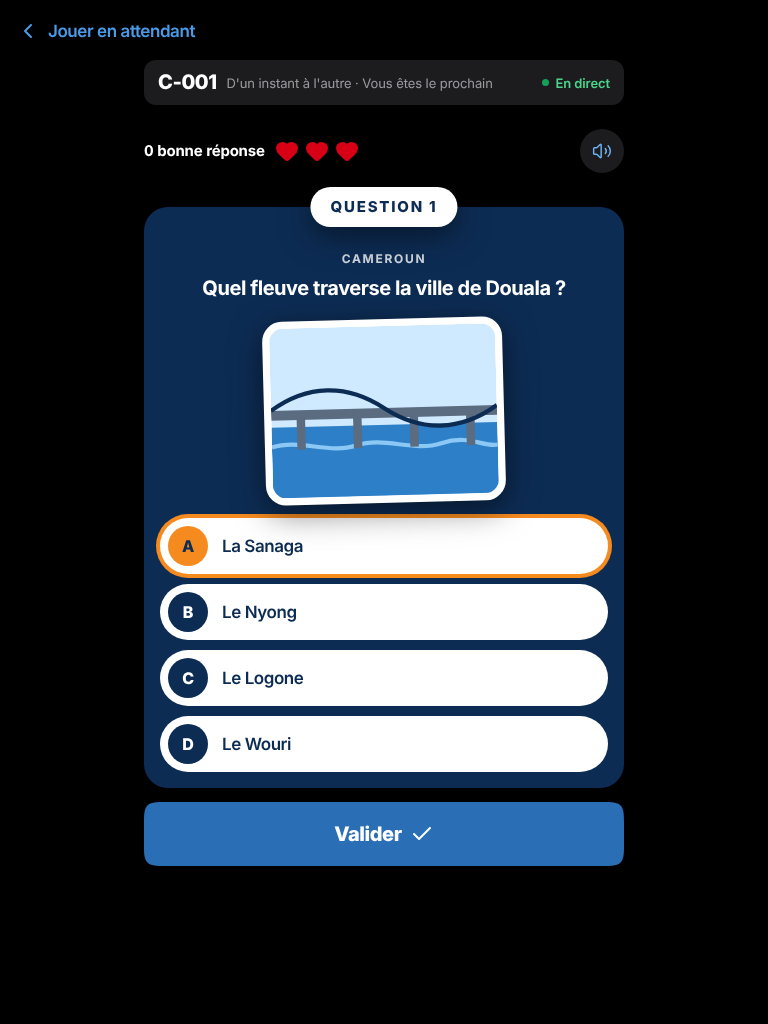 Jouer en attendant
C-001 D'un instant à l'autre · Vous êtes le prochain En direct
0 bonne réponse
QUESTION 1
CAMEROUN
Quel fleuve traverse la ville de Douala ?
A La Sanaga
B Le Nyong
C Le Logone
D Le Wouri
Valider